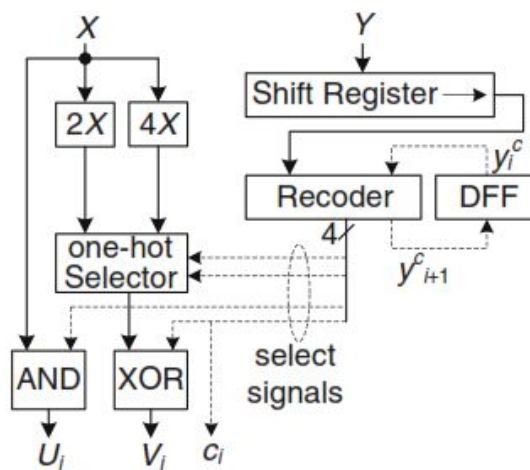 X
Y
Shift Register
2X
4X
y_i^c
Recoder
DFF
4
y^c_{i+1}
one-hot
Selector
select
signals
AND
XOR
U_i
V_i
c_i